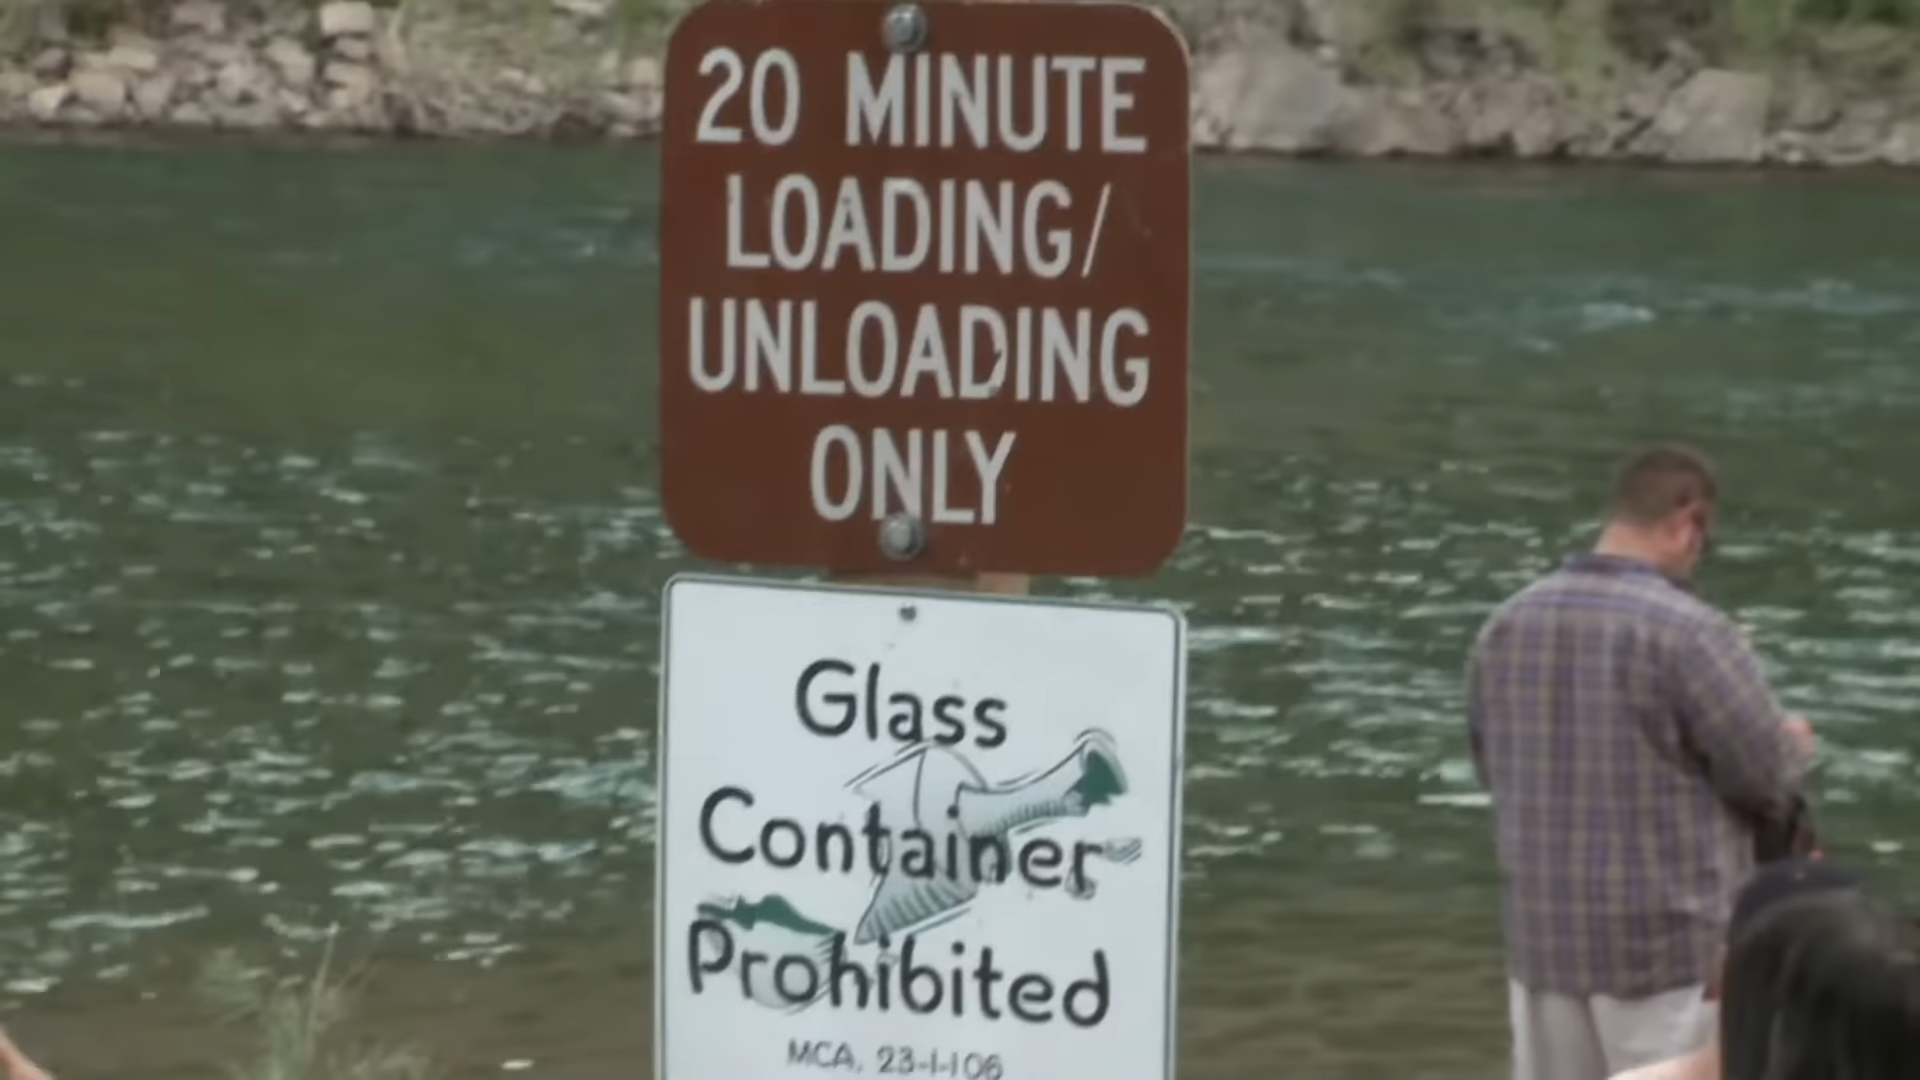 20 MINUTE
LOADING/
UNLOADING
ONLY
Glass
Container
Prohibited
MCA. 23-1-106